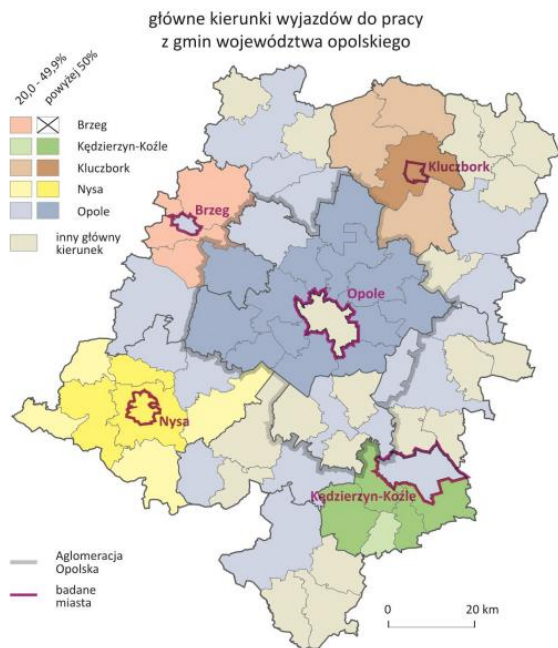 główne kierunki wyjazdów do pracy
z gmin województwa opolskiego
20,0 - 49,9%
powyżej 50%
Brzeg
Kędzierzyn-Koźle
Kluczbork
Nysa
Opole
inny główny
kierunek
Kluczbork
Brzeg
Opole
Nysa
Kędzierzyn-Koźle
Aglomeracja
Opolska
badane
miasta
0 20 km